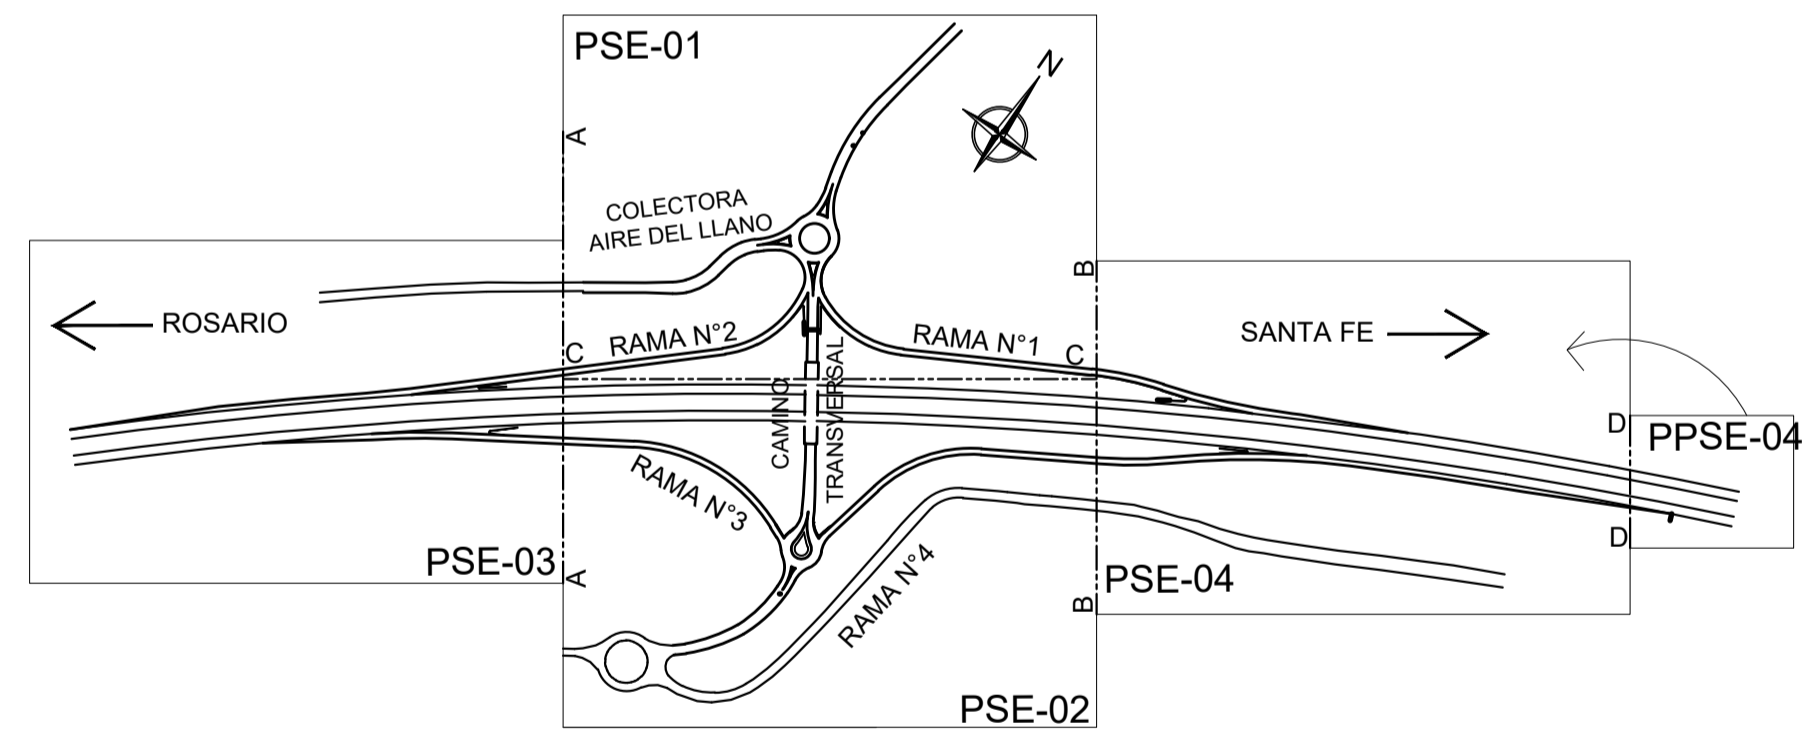 PSE-01
N
A
COLECTORA
AIRE DEL LLANO
B
ROSARIO
SANTA FE
C
RAMA N°2
RAMA N°1
C
CAMINO
TRANSVERSAL
D
PPSE-04
RAMA N°3
PSE-03
A
RAMA N°4
D
PSE-04
B
PSE-02